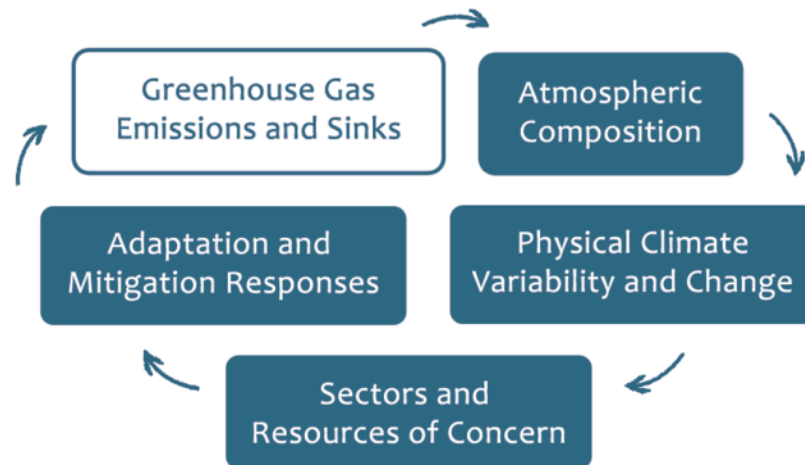 Greenhouse Gas
Emissions and Sinks
Atmospheric
Composition
Adaptation and
Mitigation Responses
Physical Climate
Variability and Change
Sectors and
Resources of Concern